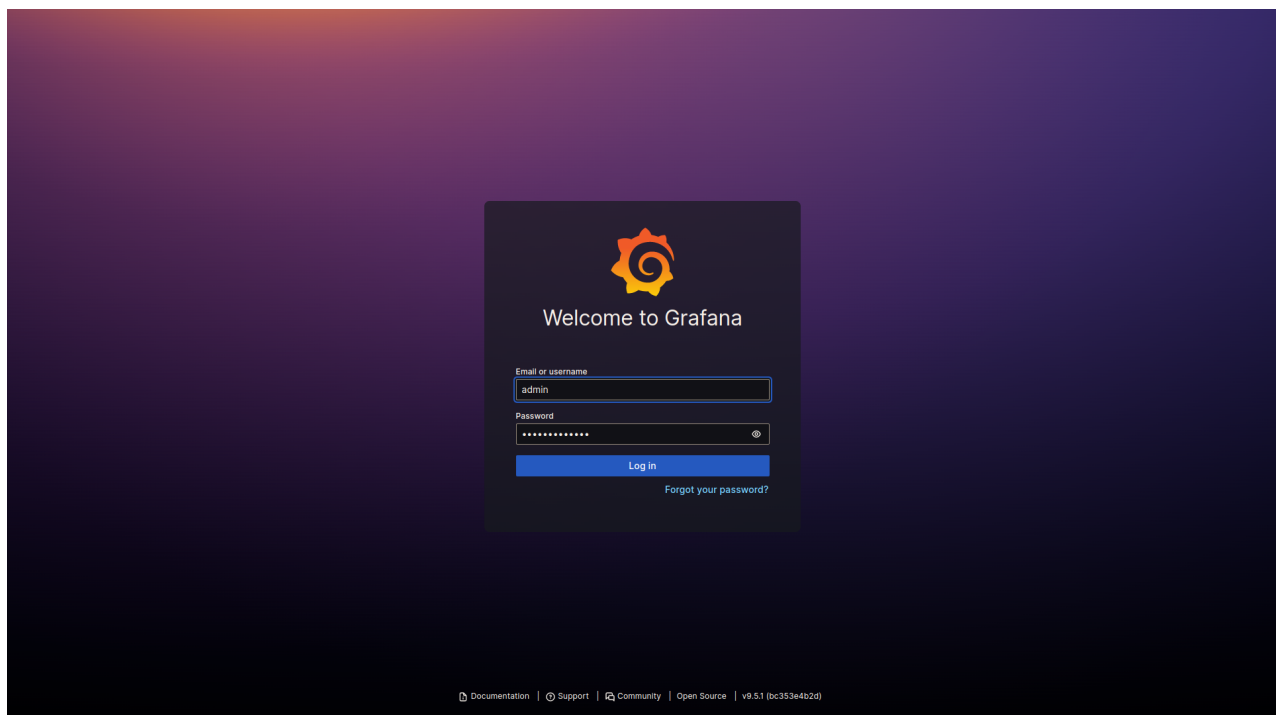 Welcome to Grafana
Email or username
admin
Password
•••••••••••••
Log in
Forgot your password?
Documentation | Support | Community | Open Source | v9.5.1 (bc353e4b2d)